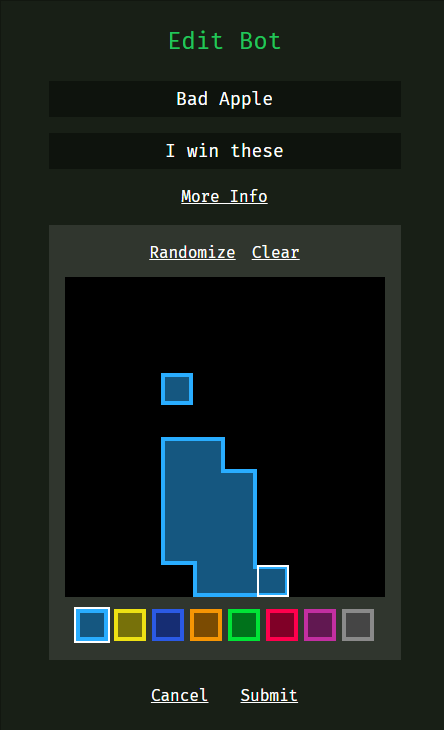 Edit Bot
Bad Apple
I win these
More Info
Randomize Clear
Cancel Submit